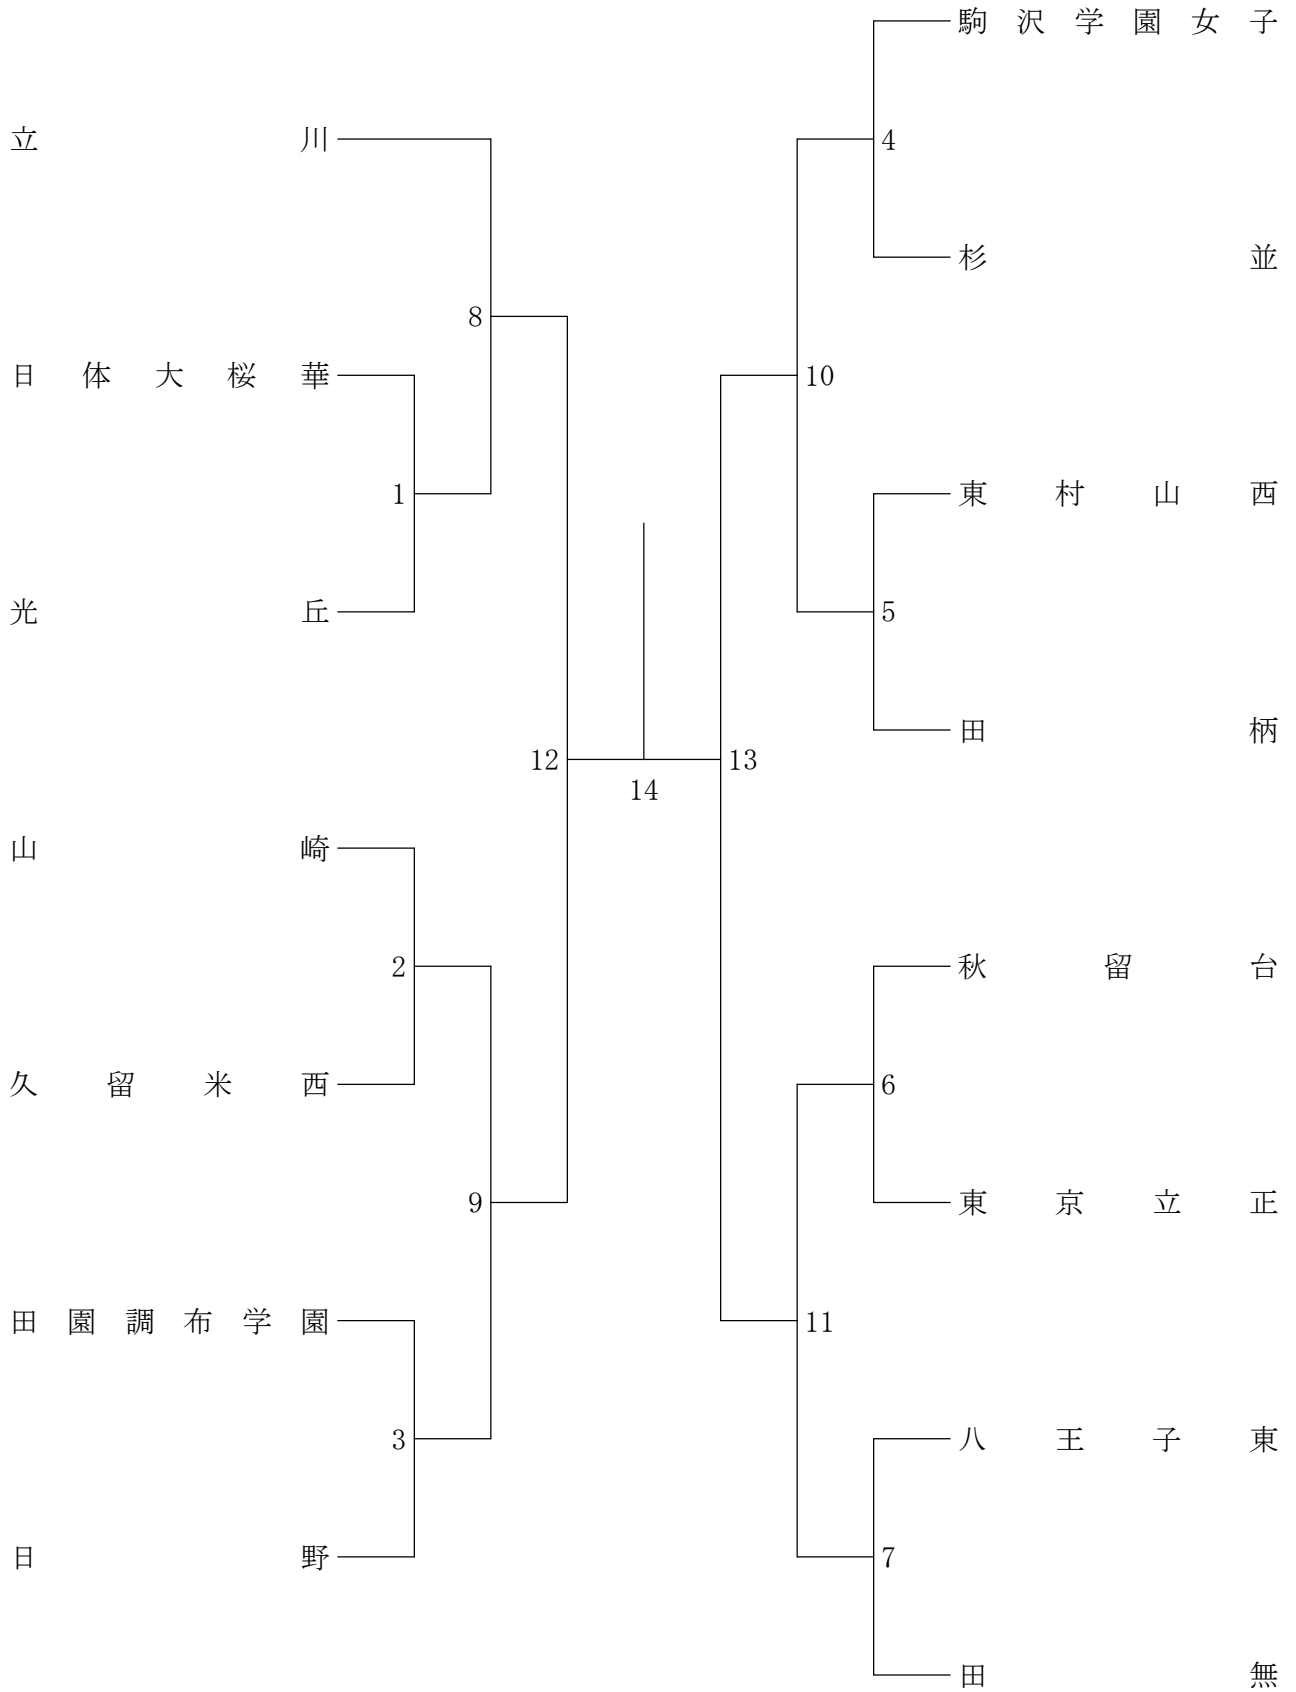 駒沢学園女子
立川
4
杉並
8
日体大桜華
10
1
東村山西
光丘
5
田柄
12
13
14
山崎
2
秋留台
久留米西
6
9
東京立正
田園調布学園
11
3
八王子東
日野
7
田無